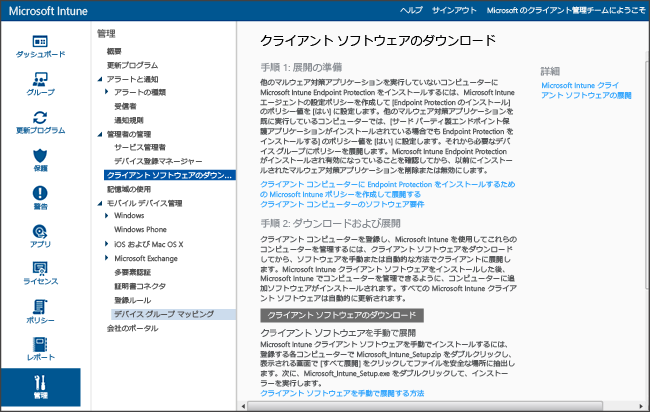 Microsoft Intune
ヘルプ サインアウト Microsoft のクライアント管理チームにようこそ
ダッシュボード
グループ
更新プログラム
保護
警告
アプリ
ライセンス
ポリシー
レポート
管理
管理
概要
更新プログラム
アラートと通知
アラートの種類
受信者
通知規則
管理者の管理
サービス管理者
デバイス登録マネージャー
クライアント ソフトウェアのダウン...
記憶域の使用
モバイル デバイス管理
Windows
Windows Phone
iOS および Mac OS X
Microsoft Exchange
多要素認証
証明書コネクタ
登録ルール
デバイス グループ マッピング
会社のポータル
クライアント ソフトウェアのダウンロード
手順 1: 展開の準備
他のマルウェア対策アプリケーションを実行していないコンピューターに
Microsoft Intune Endpoint Protection をインストールするには、Microsoft Intune
エージェントの設定ポリシーを作成して [Endpoint Protection のインストール]
のポリシー値を [はい] に設定します。他のマルウェア対策アプリケーションを
既に実行しているコンピューターでは、[サード パーティ製エンドポイント保
護アプリケーションがインストールされている場合でも Endpoint Protection を
インストールする] のポリシー値を [はい] に設定します。それから必要なデバ
イス グループにポリシーを展開します。Microsoft Intune Endpoint Protection
がインストールされ有効になっていることを確認してから、以前にインストー
ルされたマルウェア対策アプリケーションを削除または無効にします。
クライアント コンピューターに Endpoint Protection をインストールするため
の Microsoft Intune ポリシーを作成して展開する
クライアント コンピューターのソフトウェア要件
手順 2: ダウンロードおよび展開
クライアント コンピューターを登録し、Microsoft Intune を使用してこれらの
コンピューターを管理するには、クライアント ソフトウェアをダウンロード
してから、ソフトウェアを手動または自動的な方法でクライアントに展開し
ます。Microsoft Intune クライアント ソフトウェアをインストールした後、
Microsoft Intune でコンピューターを管理できるように、コンピューターに追
加ソフトウェアがインストールされます。すべての Microsoft Intune クライア
ント ソフトウェアは自動的に更新されます。
クライアント ソフトウェアのダウンロード
クライアント ソフトウエアを手動で展開
Microsoft Intune クライアント ソフトウェアを手動でインストールするには、
登録する各コンピューターで Microsoft_Intune_Setup.zip をダブルクリックし、
表示される画面で [すべて展開] をクリックしてファイルを安全な場所に抽出し
ます。次に、Microsoft_Intune_Setup.exe をダブルクリックして、インストー
ラーを実行します。
クライアント ソフトウェアを手動で展開する方法
詳細
Microsoft Intune クライ
アント ソフトウェアの展開